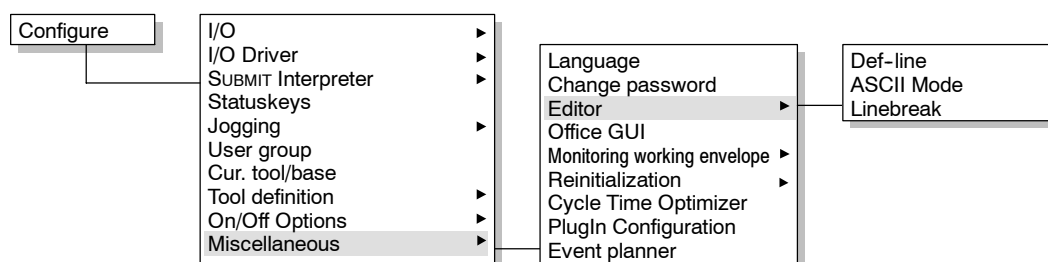 Configure
I/O
I/O Driver
SUBMIT Interpreter
Statuskeys
Jogging
User group
Cur. tool/base
Tool definition
On/Off Options
Miscellaneous
Language
Change password
Editor
Office GUI
Monitoring working envelope
Reinitialization
Cycle Time Optimizer
PlugIn Configuration
Event planner
Def-line
ASCII Mode
Linebreak